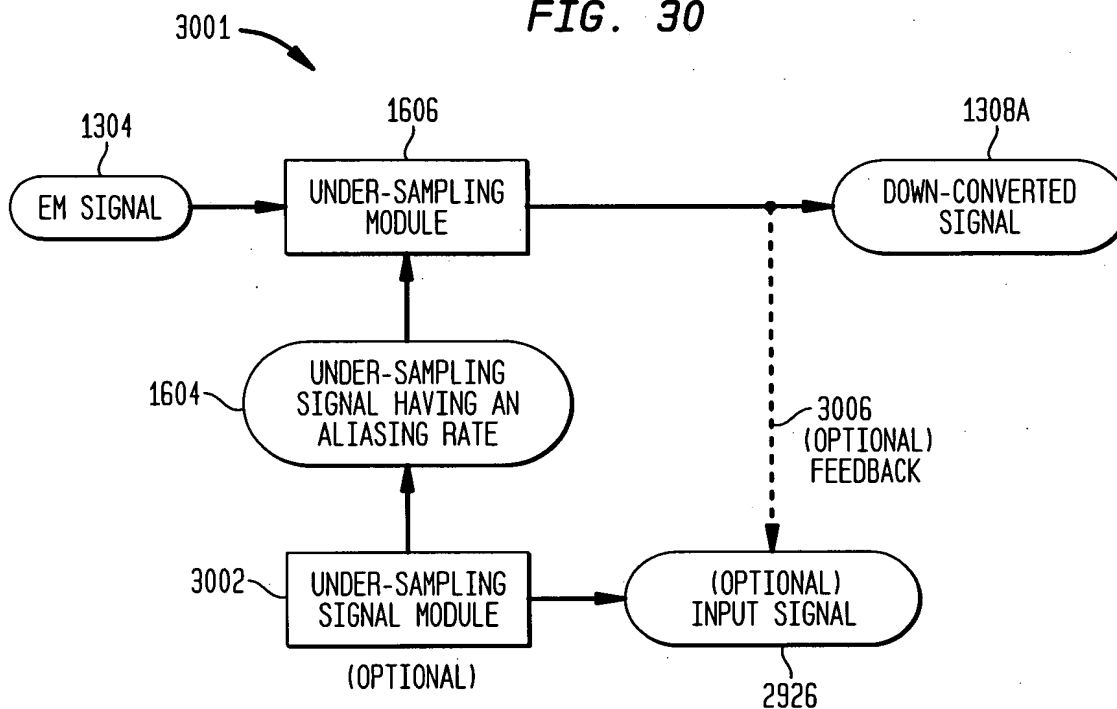 FIG. 30
3001
1304
1606
1308A
EM SIGNAL
UNDER-SAMPLING
MODULE
DOWN-CONVERTED
SIGNAL
1604
UNDER-SAMPLING
SIGNAL HAVING AN
ALIASING RATE
3006
(OPTIONAL)
FEEDBACK
3002
UNDER-SAMPLING
SIGNAL MODULE
(OPTIONAL)
(OPTIONAL)
INPUT SIGNAL
2926